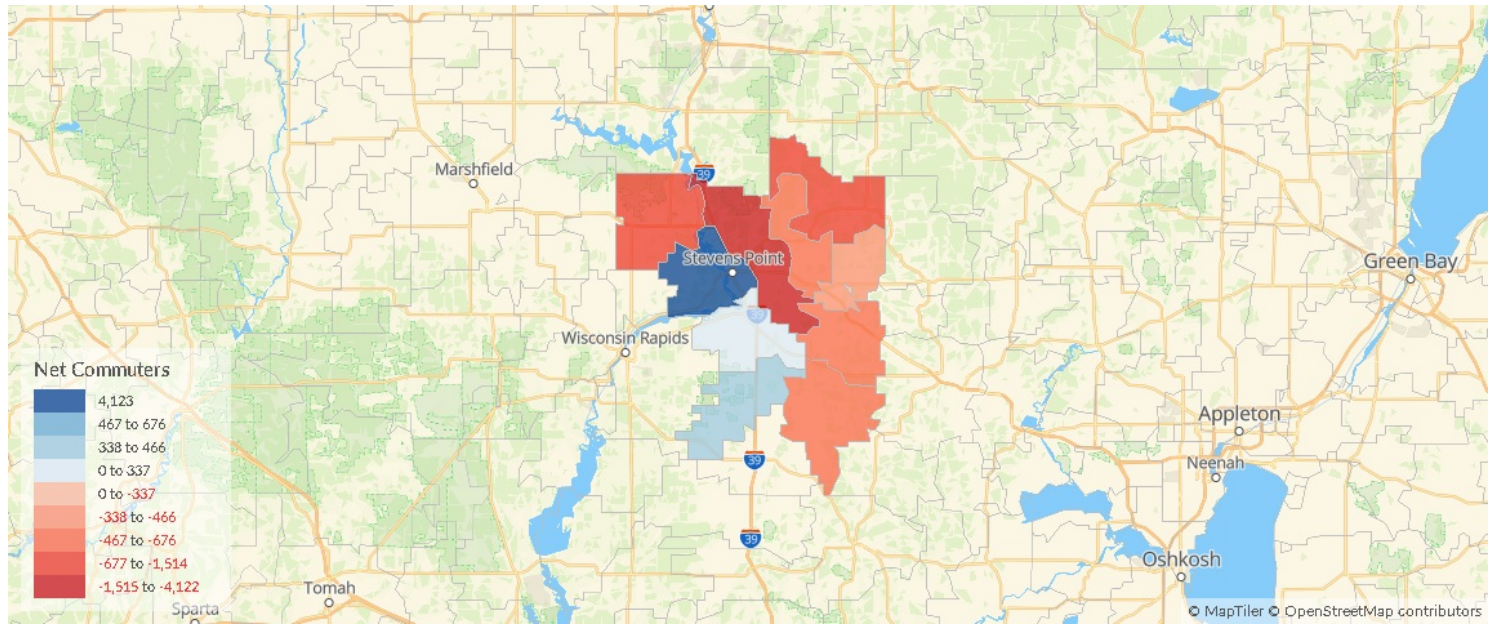 Marshfield
39
Stevens Point
Green Bay
39
Wisconsin Rapids
Net Commuters
4,123
467 to 676
338 to 466
0 to 337
0 to -337
-338 to -466
-467 to -676
-677 to -1,514
-1,515 to -4,122
Appleton
39
Neenah
39
Oshkosh
Tomah
Sparta
© MapTiler © OpenStreetMap contributors